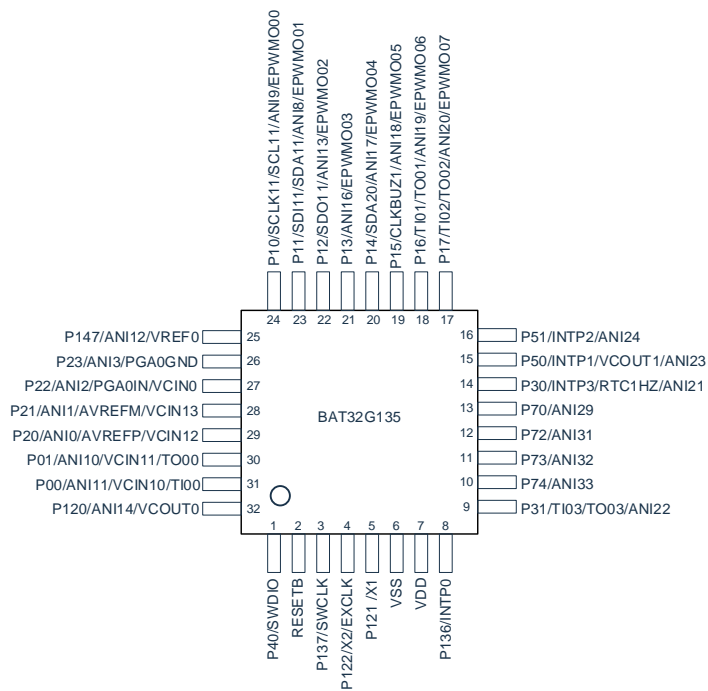 P10/SCLK11/SCL11/ANI9/EPWMO00
P11/SDI11/SDA11/ANI8/EPWMO01
P12/SDO11/ANI13/EPWMO02
P13/ANI16/EPWMO03
P14/SDA20/ANI17/EPWMO04
P15/CLKBUZ1/ANI18/EPWMO05
P16/TI01/TO01/ANI19/EPWMO06
P17/TI02/TO02/ANI20/EPWMO07
24 23 22 21 20 19 18 17
P147/ANI12/VREF0 25
P23/ANI3/PGA0GND 26
P22/ANI2/PGA0IN/VCIN0 27
P21/ANI1/AVREFM/VCIN13 28
P20/ANI0/AVREFP/VCIN12 29
P01/ANI10/VCIN11/TO00 30
P00/ANI11/VCIN10/TI00 31
P120/ANI14/VCOUT0 32
BAT32G135
16 P51/INTP2/ANI24
15 P50/INTP1/VCOUT1/ANI23
14 P30/INTP3/RTC1HZ/ANI21
13 P70/ANI29
12 P72/ANI31
11 P73/ANI32
10 P74/ANI33
9 P31/TI03/TO03/ANI22
1 2 3 4 5 6 7 8
P40/SWDIO
RESETB
P137/SWCLK
P122/X2/EXCLK
P121 /X1
VSS
VDD
P136/INTP0